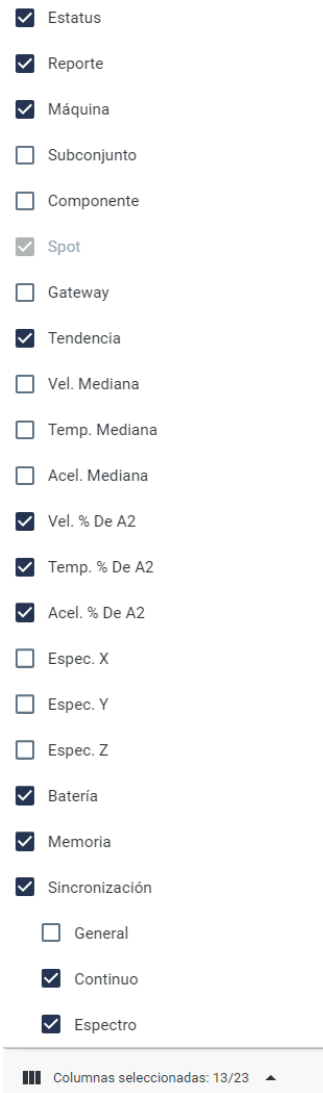 Estatus
Reporte
Máquina
Subconjunto
Componente
Spot
Gateway
Tendencia
Vel. Mediana
Temp. Mediana
Acel. Mediana
Vel. % De A2
Temp. % De A2
Acel. % De A2
Espec. X
Espec. Y
Espec. Z
Batería
Memoria
Sincronización
General
Continuo
Espectro
Columnas seleccionadas: 13/23